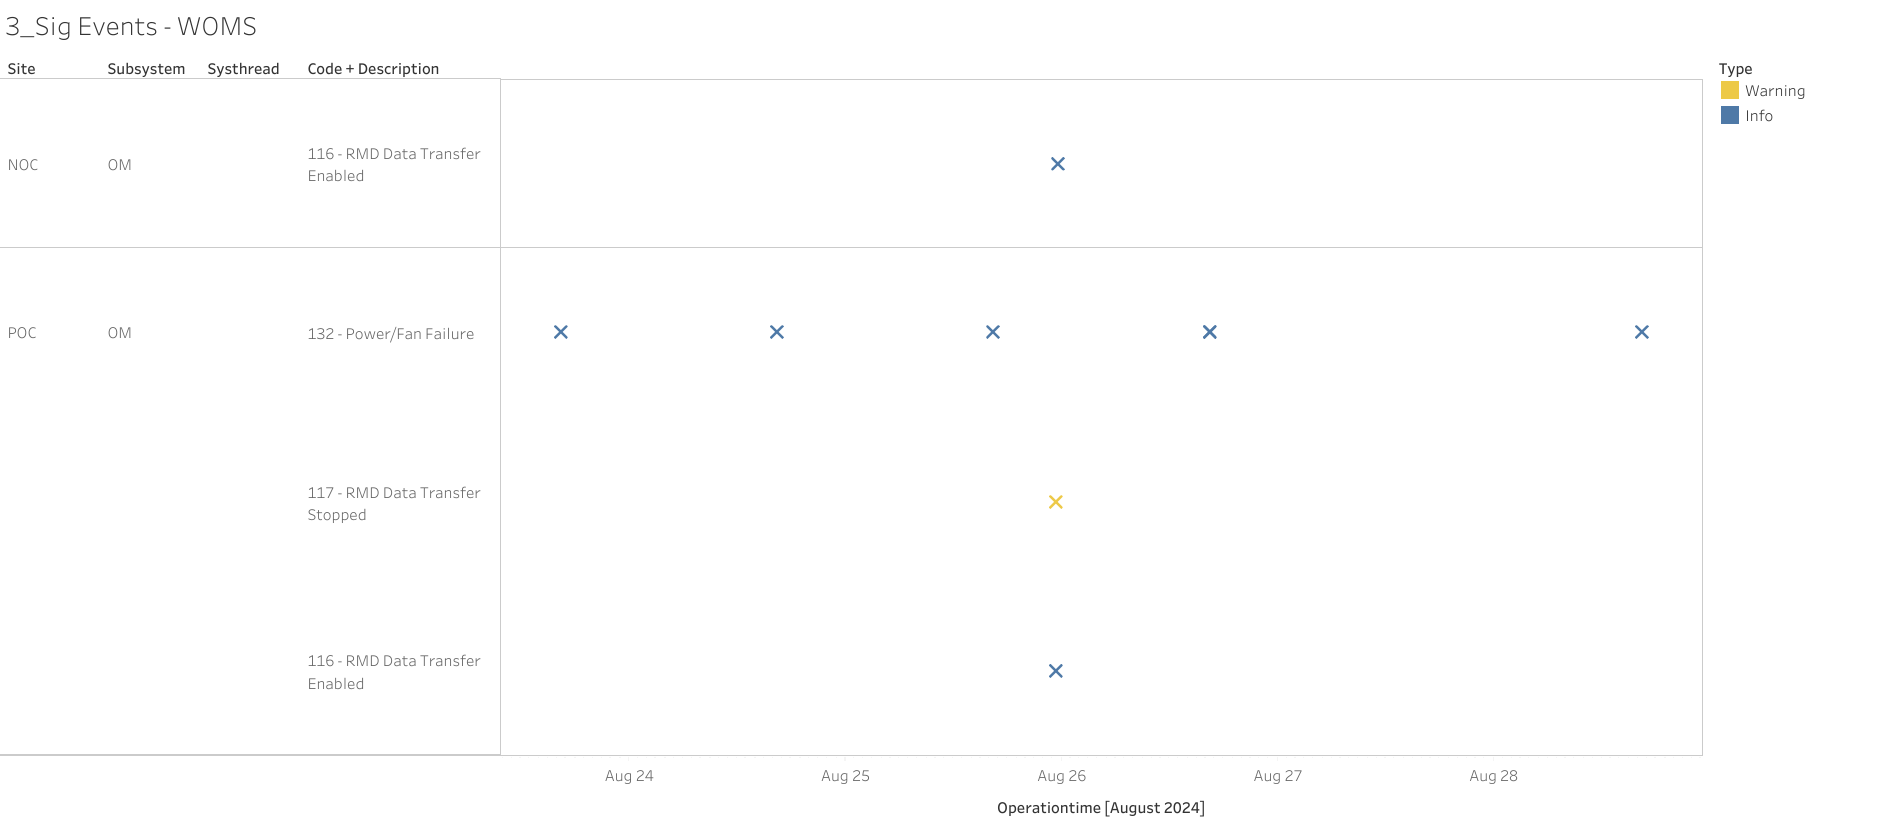 3_Sig Events - WOMS
Site Subsystem Systhread Code + Description
Type
Warning
Info
NOC OM 116 - RMD Data Transfer
Enabled
POC OM 132 - Power/Fan Failure
117 - RMD Data Transfer
Stopped
116 - RMD Data Transfer
Enabled
Aug 24 Aug 25 Aug 26 Aug 27 Aug 28
Operationtime [August 2024]